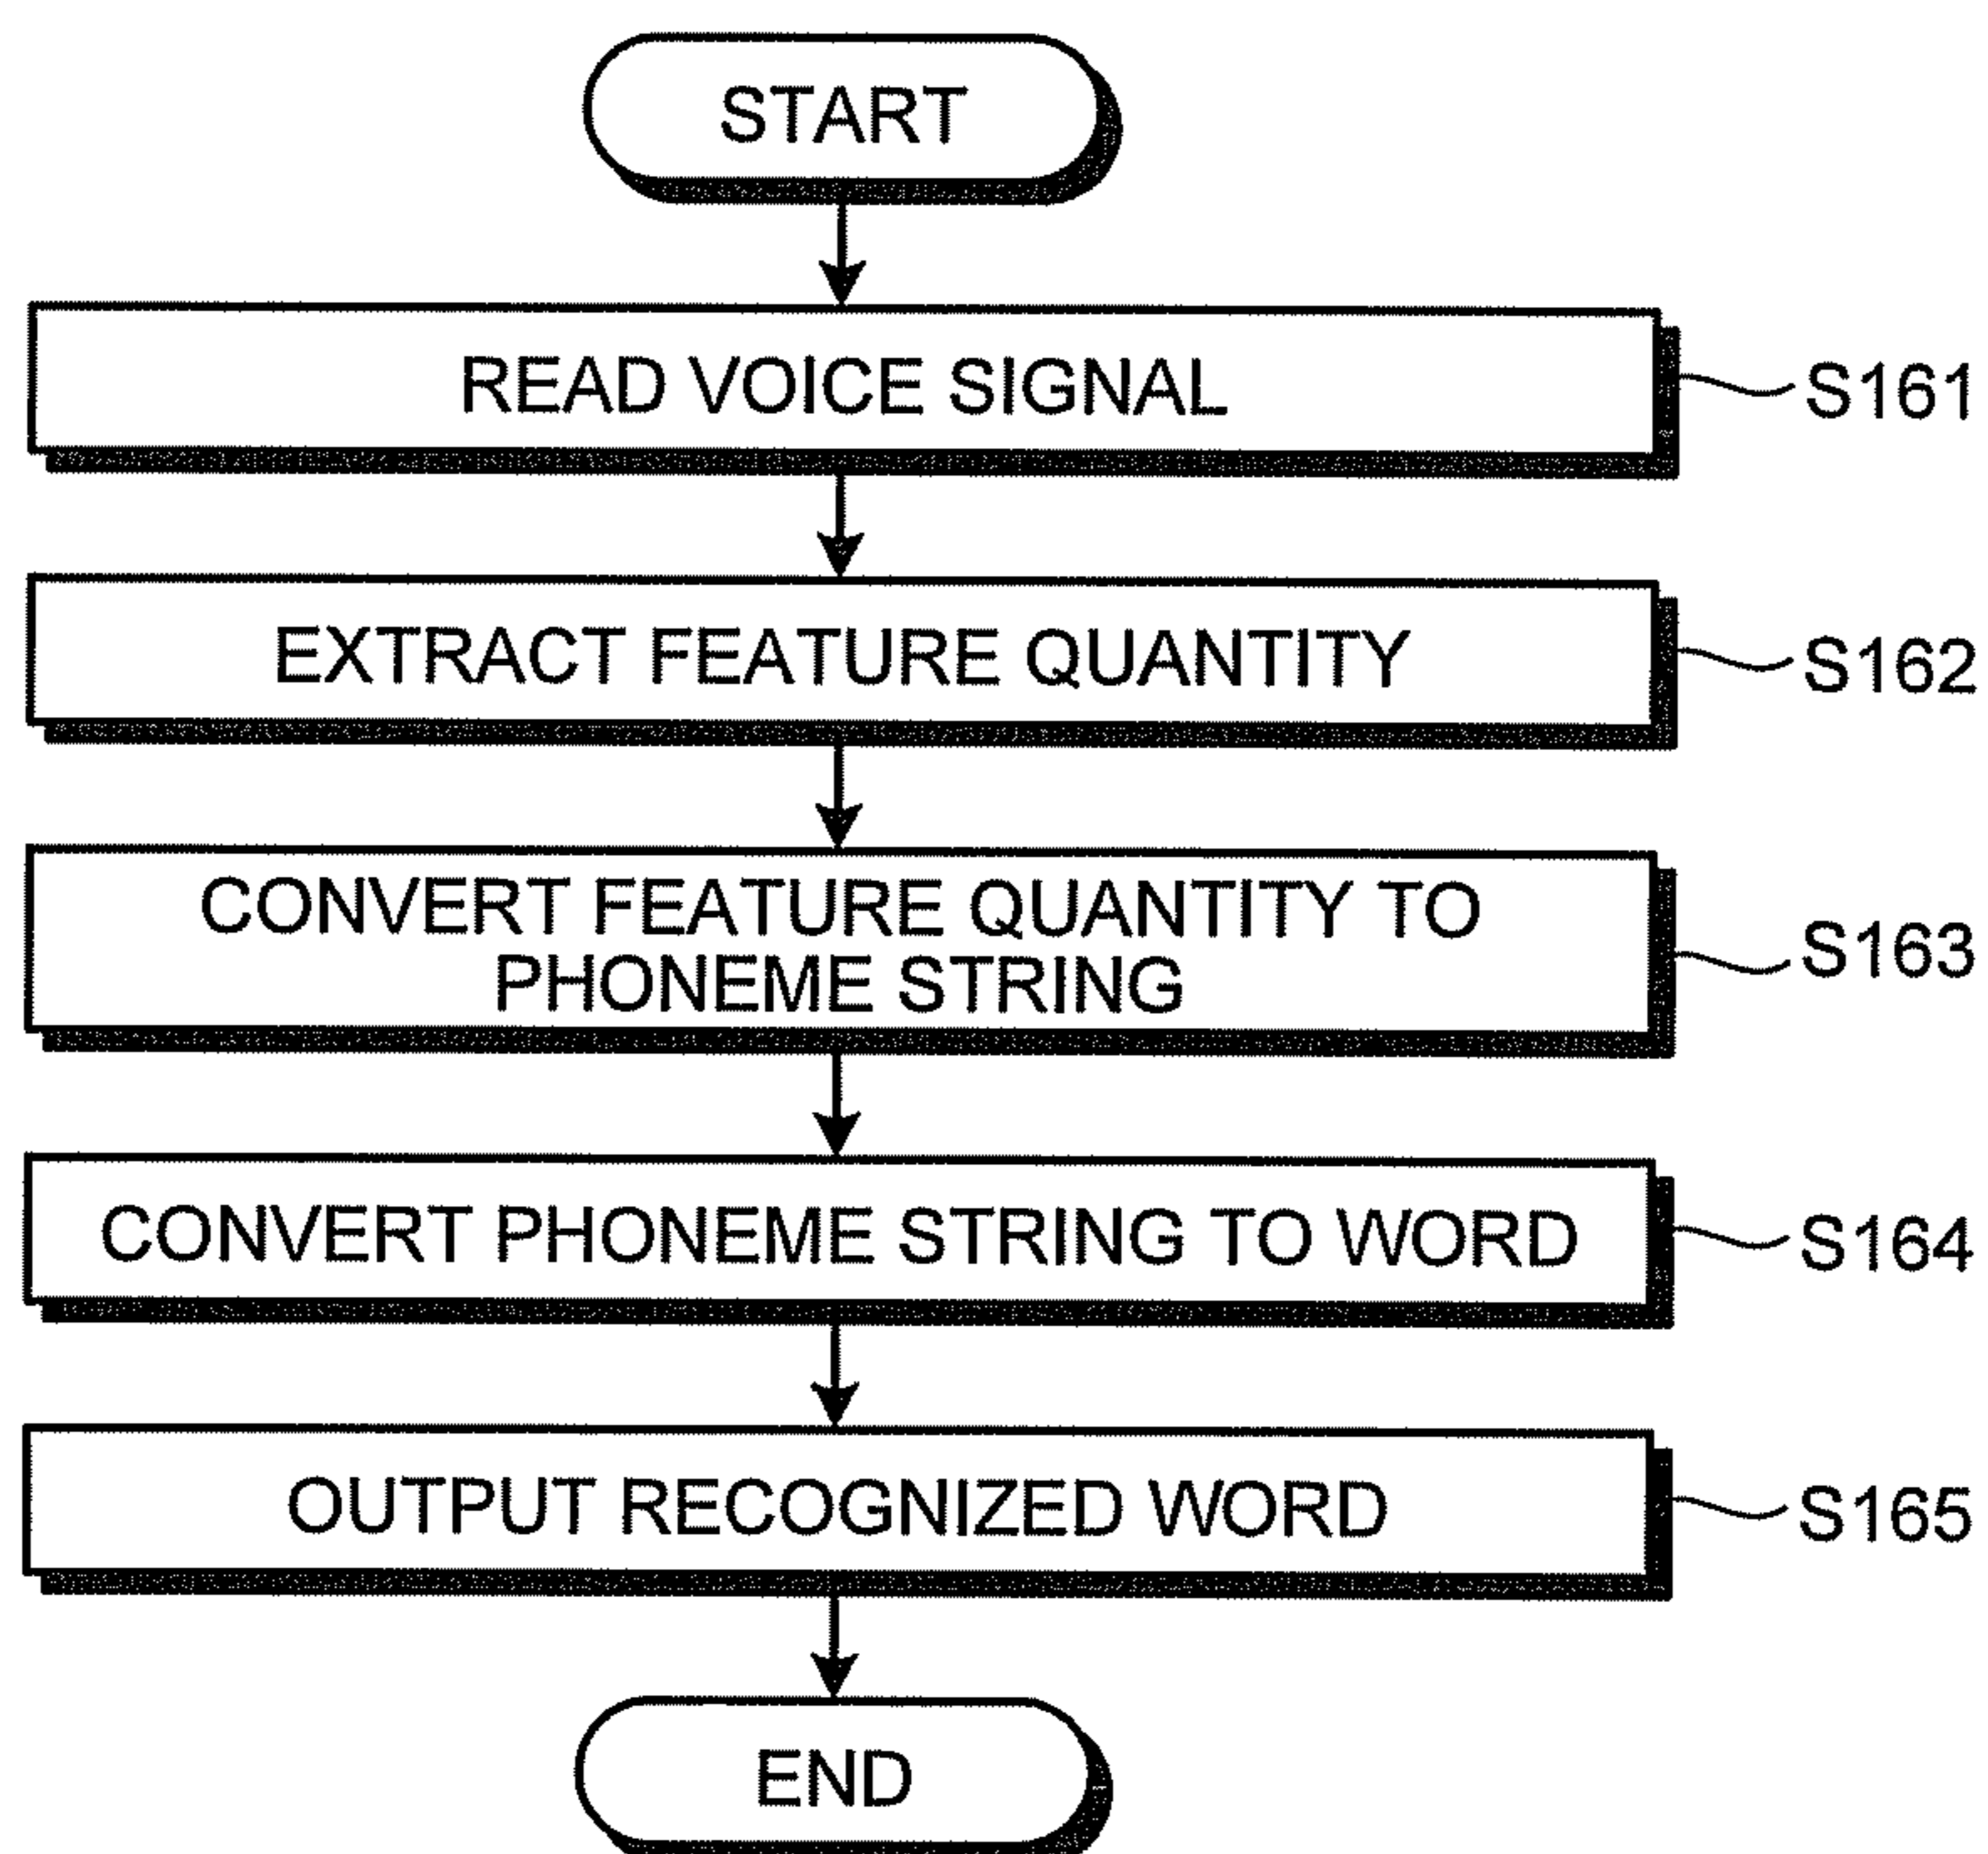 START
READ VOICE SIGNAL
S161
EXTRACT FEATURE QUANTITY
S162
CONVERT FEATURE QUANTITY TO
PHONEME STRING
S163
CONVERT PHONEME STRING TO WORD
S164
OUTPUT RECOGNIZED WORD
S165
END